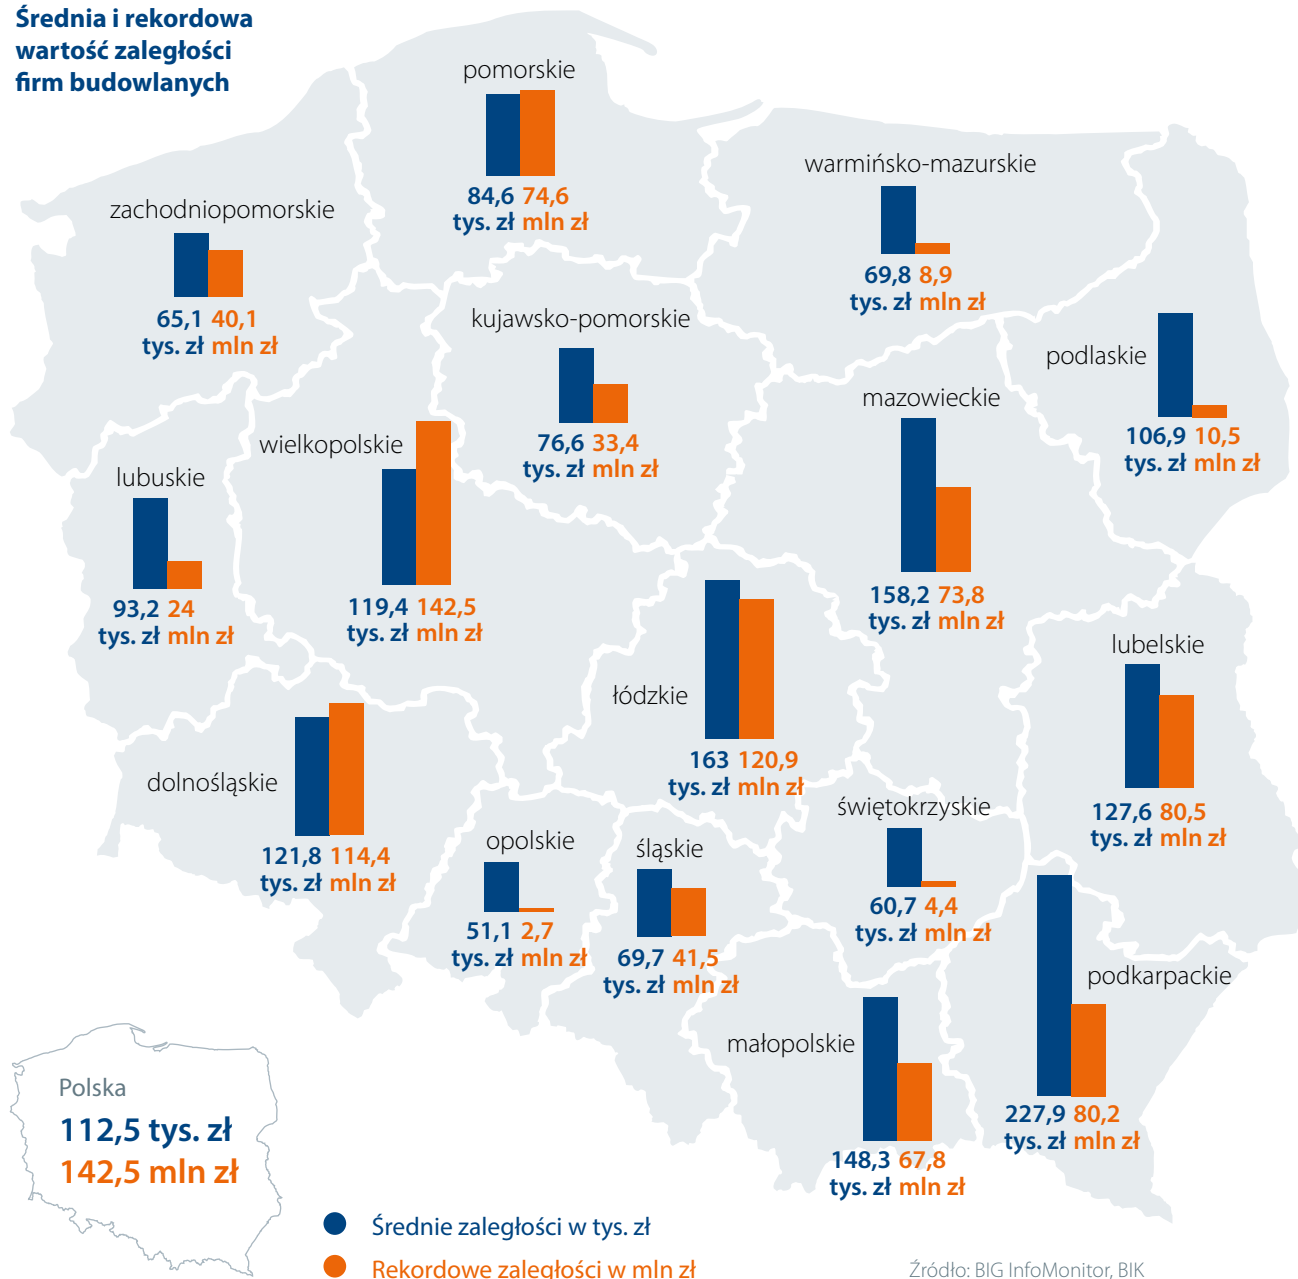 Średnia i rekordowa
wartość zaległości
firm budowlanych
pomorskie
84,6 74,6
tys. zł mln zł
warmińsko-mazurskie
69,8 8,9
tys. zł mln zł
zachodniopomorskie
65,1 40,1
tys. zł mln zł
kujawsko-pomorskie
76,6 33,4
tys. zł mln zł
podlaskie
106,9 10,5
tys. zł mln zł
mazowieckie
158,2 73,8
tys. zł mln zł
wielkopolskie
119,4 142,5
tys. zł mln zł
lubuskie
93,2 24
tys. zł mln zł
łódzkie
163 120,9
tys. zł mln zł
lubelskie
127,6 80,5
tys. zł mln zł
dolnośląskie
121,8 114,4
tys. zł mln zł
opolskie
51,1 2,7
tys. zł mln zł
śląskie
69,7 41,5
tys. zł mln zł
świętokrzyskie
60,7 4,4
tys. zł mln zł
podkarpackie
227,9 80,2
tys. zł mln zł
małopolskie
148,3 67,8
tys. zł mln zł
Polska
112,5 tys. zł
142,5 mln zł
Średnie zaległości w tys. zł
Rekordowe zaległości w mln zł
Źródło: BIG InfoMonitor, BIK